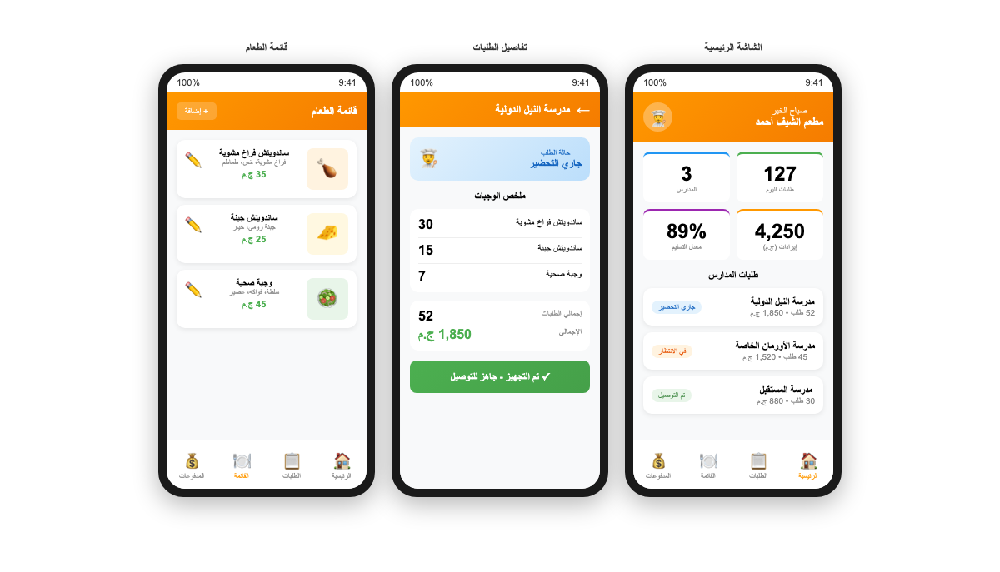 الشاشة الرئيسية
9:41
100%
صباح الخير
مطعم الشيف أحمد
127
طلبات اليوم
3
المدارس
4,250
إيرادات (ج.م)
89%
معدل التسليم
طلبات المدارس
مدرسة النيل الدولية
52 طلب • 1,850 ج.م
جاري التحضير
مدرسة الأورمان الخاصة
45 طلب • 1,520 ج.م
في الانتظار
مدرسة المستقبل
30 طلب • 880 ج.م
تم التوصيل
الرئيسية
الطلبات
القائمة
المدفوعات
تفاصيل الطلبات
9:41
100%
← مدرسة النيل الدولية
حالة الطلب
جاري التحضير
ملخص الوجبات
ساندويتش فراخ مشوية
30
ساندويتش جبنة
15
وجبة صحية
7
إجمالي الطلبات
52
الإجمالي
1,850 ج.م
✓ تم التجهيز - جاهز للتوصيل
قائمة الطعام
9:41
100%
قائمة الطعام
+ إضافة
ساندويتش فراخ مشوية
فراخ مشوية، خس، طماطم
35 ج.م
ساندويتش جبنة
جبنة رومي، خيار
25 ج.م
وجبة صحية
سلطة، فواكه، عصير
45 ج.م
الرئيسية
الطلبات
القائمة
المدفوعات